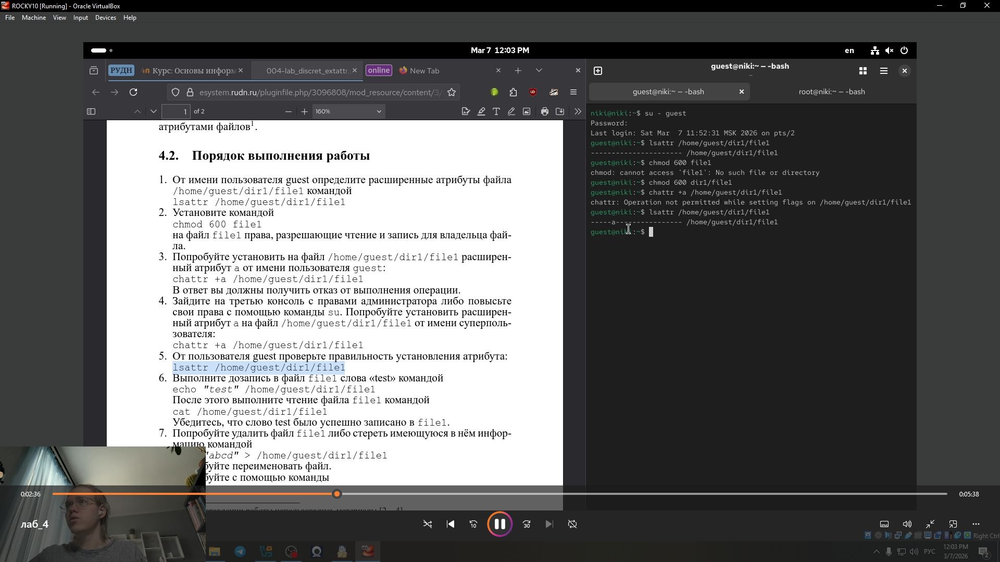 ROCKY10 [Running] - Oracle VirtualBox
File Machine View Input Devices Help
Mar 7 12:03 PM
en
РУДН
Курс: Основы информ
004-lab_discret_extattr.
online
New Tab
esystem.rudn.ru/pluginfile.php/3096808/mod_resource/content/3/
1 of 2
160%
атрибутами файлов¹.
4.2. Порядок выполнения работы
1. От имени пользователя guest определите расширенные атрибуты файла
/home/guest/dir1/file1 командой
lsattr /home/guest/dir1/file1
2. Установите командой
chmod 600 file1
на файл file1 права, разрешающие чтение и запись для владельца фай-
ла.
3. Попробуйте установить на файл /home/guest/dir1/file1 расширен-
ный атрибут a от имени пользователя guest:
chattr +a /home/guest/dir1/file1
В ответ вы должны получить отказ от выполнения операции.
4. Зайдите на третью консоль с правами администратора либо повысьте
свои права с помощью команды su. Попробуйте установить расширен-
ный атрибут a на файл /home/guest/dir1/file1 от имени суперполь-
зователя:
chattr +a /home/guest/dir1/file1
5. От пользователя guest проверьте правильность установления атрибута:
lsattr /home/guest/dir1/file1
6. Выполните дозапись в файл file1 слова «test» командой
echo "test" /home/guest/dir1/file1
После этого выполните чтение файла file1 командой
cat /home/guest/dir1/file1
Убедитесь, что слово test было успешно записано в file1.
7. Попробуйте удалить файл file1 либо стереть имеющуюся в нём инфор-
мацию командой
"abcd" > /home/guest/dirl/file1
буйте переименовать файл.
буйте с помощью команды
guest@niki:~ — -bash
~
guest@niki:~ — -bash
root@niki:~ — -bash
niki@niki:~$ su - guest
Password:
Last login: Sat Mar  7 11:52:31 MSK 2026 on pts/2
guest@niki:~$ lsattr /home/guest/dir1/file1
---------------------- /home/guest/dir1/file1
guest@niki:~$ chmod 600 file1
chmod: cannot access 'file1': No such file or directory
guest@niki:~$ chmod 600 dir1/file1
guest@niki:~$ chattr +a /home/guest/dir1/file1
chattr: Operation not permitted while setting flags on /home/guest/dir1/file1
guest@niki:~$ lsattr /home/guest/dir1/file1
-----a---------------- /home/guest/dir1/file1
guest@niki:~$
0:02:36
0:05:38
лаб_4
10
30
Right Ctrl
РУС
12:03 PM
3/7/2026
2